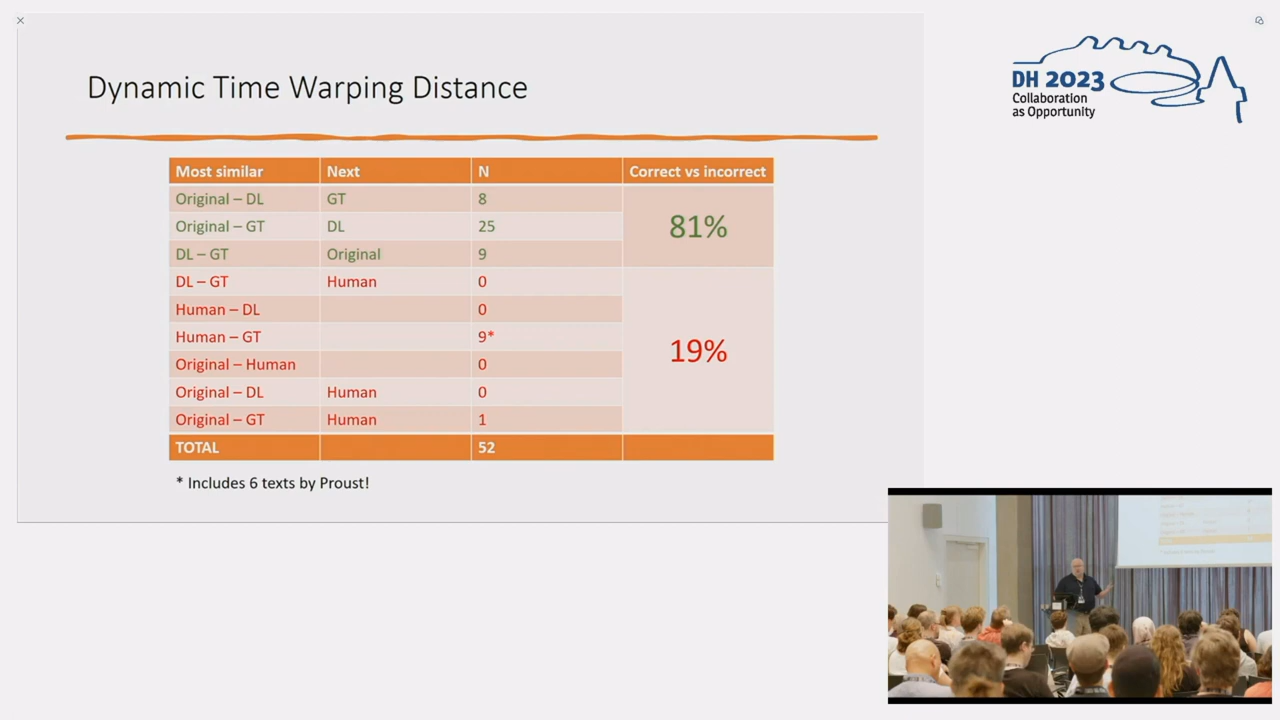 Dynamic Time Warping Distance
DH 2023
Collaboration
as Opportunity
Most similar Next N Correct vs incorrect
Original – DL GT 8
Original – GT DL 25
81%
DL – GT Original 9
DL – GT Human 0
Human – DL 0
Human – GT 9*
19%
Original – Human 0
Original – DL Human 0
Original – GT Human 1
TOTAL 52
* Includes 6 texts by Proust!